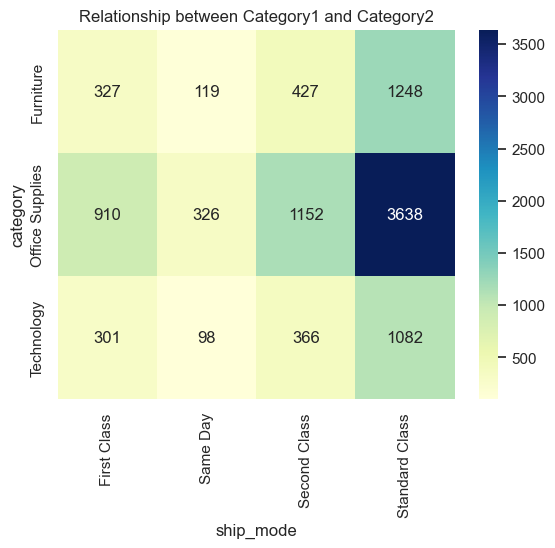 Relationship between Category1 and Category2
category
Furniture
327 119 427 1248
Office Supplies
910 326 1152 3638
Technology
301 98 366 1082
First Class
Same Day
Second Class
Standard Class
ship_mode
3500
3000
2500
2000
1500
1000
500